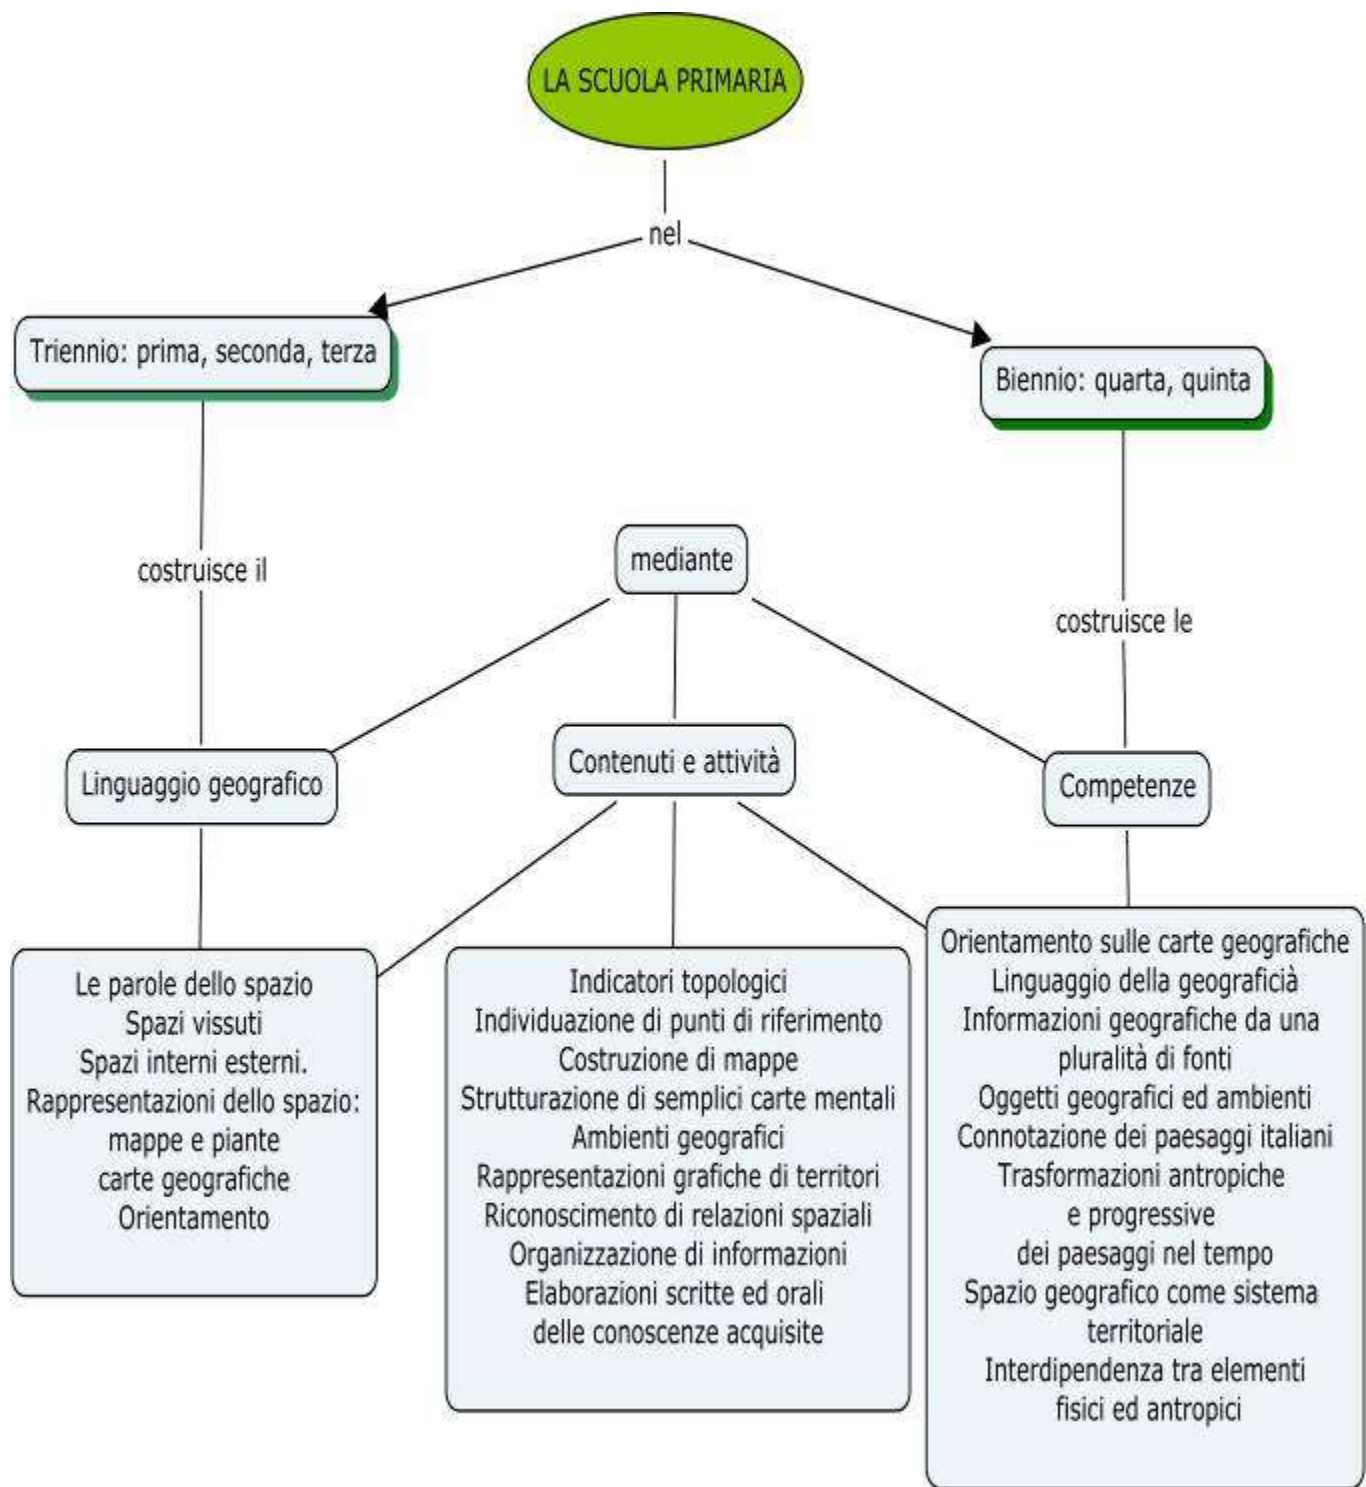 LA SCUOLA PRIMARIA
nel
Triennio: prima, seconda, terza
Biennio: quarta, quinta
costruisce il
mediante
costruisce le
Linguaggio geografico
Contenuti e attività
Competenze
Le parole dello spazio
Spazi vissuti
Spazi interni esterni.
Rappresentazioni dello spazio:
mappe e piante
carte geografiche
Orientamento
Indicatori topologici
Individuazione di punti di riferimento
Costruzione di mappe
Strutturazione di semplici carte mentali
Ambienti geografici
Rappresentazioni grafiche di territori
Riconoscimento di relazioni spaziali
Organizzazione di informazioni
Elaborazioni scritte ed orali
delle conoscenze acquisite
Orientamento sulle carte geografiche
Linguaggio della geograficià
Informazioni geografiche da una
pluralità di fonti
Oggetti geografici ed ambienti
Connotazione dei paesaggi italiani
Trasformazioni antropiche
e progressive
dei paesaggi nel tempo
Spazio geografico come sistema
territoriale
Interdipendenza tra elementi
fisici ed antropici